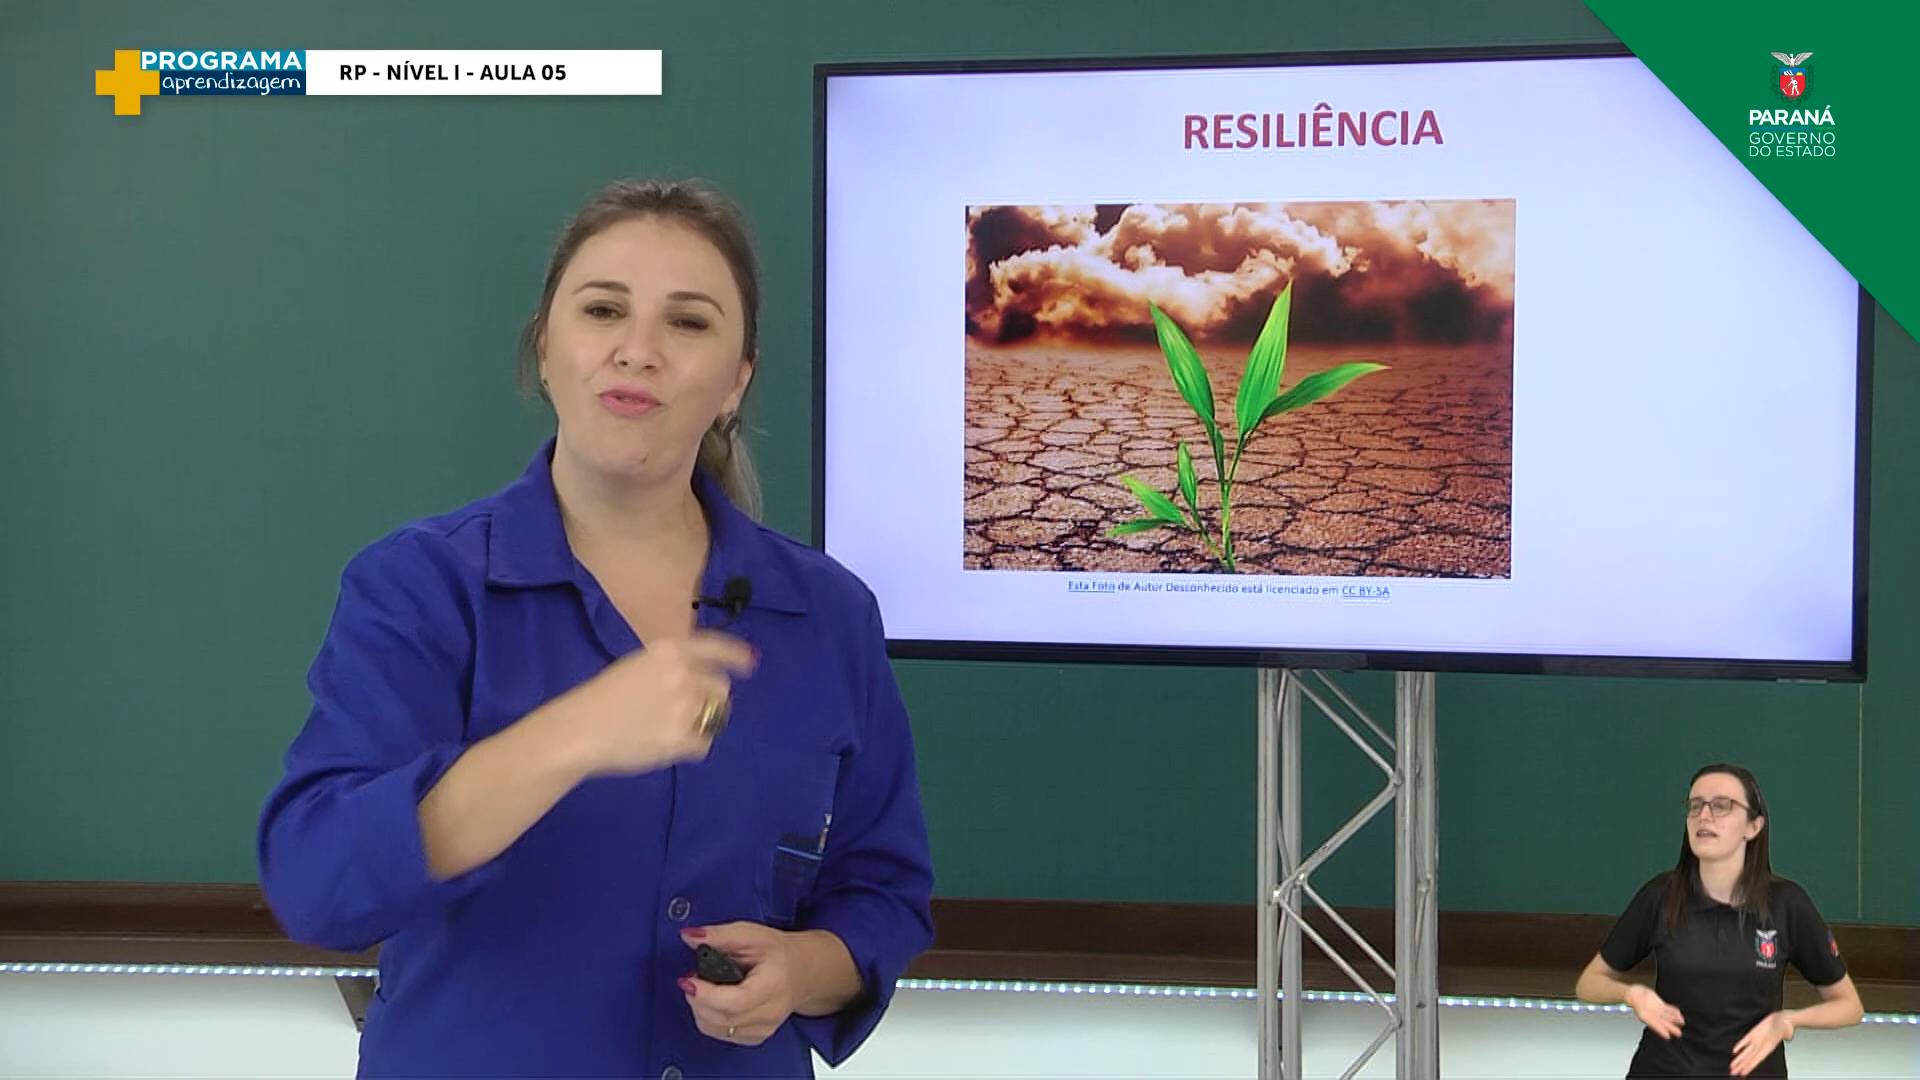 PROGRAMA
aprendizagem
RP - NÍVEL I - AULA 05
RESILIÊNCIA
PARANÁ
GOVERNO
DO ESTADO
Esta Foto de Autor Desconhecido está licenciado em CC BY-SA